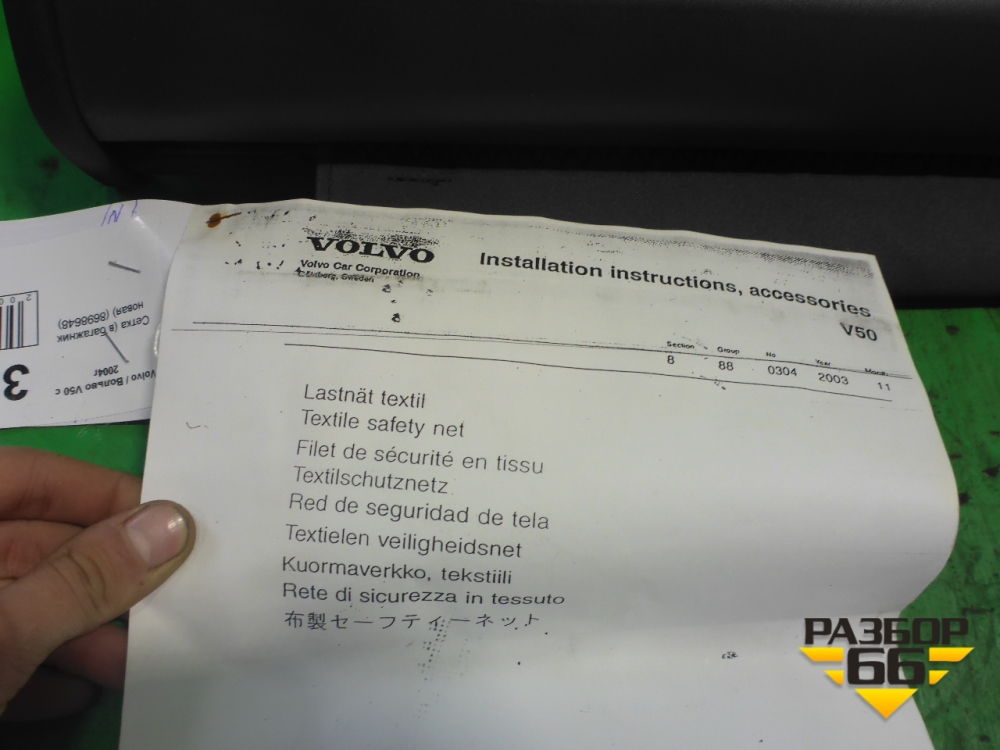 VOLVO
Volvo Car Corporation
Göteborg, Sweden
Installation instructions, accessories
V50
Section Group No Year Month
8 88 0304 2003 11
Lastnät textil
Textile safety net
Filet de sécurité en tissu
Textilschutznetz
Red de seguridad de tela
Textielen veiligheidsnet
Kuormaverkko, tekstiili
Rete di sicurezza in tessuto
布製セーフティーネット
3
Volvo / Вольво V50 с
2004г
Сетка (в багажник
новая) (8698648)
РАЗБОР
66